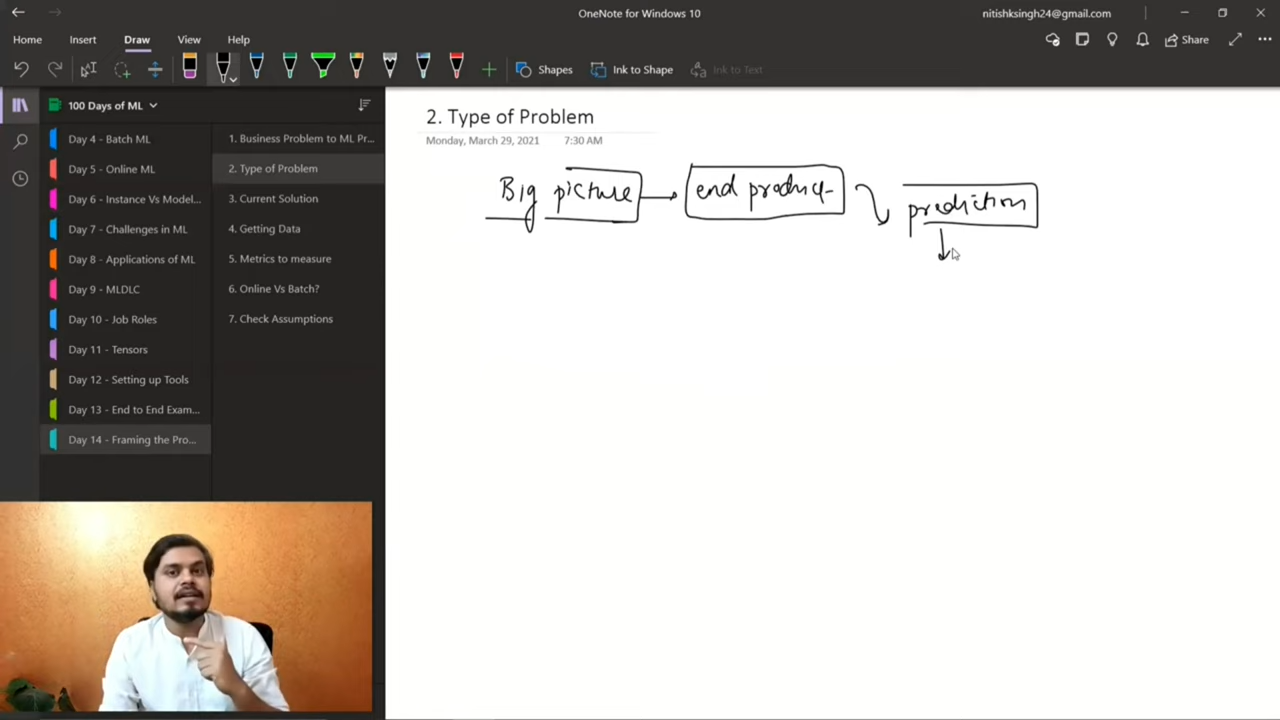 OneNote for Windows 10
nitishksingh24@gmail.com
Home Insert Draw View Help
Share
Shapes Ink to Shape Ink to Text
100 Days of ML
Day 4 - Batch ML
Day 5 - Online ML
Day 6 - Instance Vs Model...
Day 7 - Challenges in ML
Day 8 - Applications of ML
Day 9 - MLDLC
Day 10 - Job Roles
Day 11 - Tensors
Day 12 - Setting up Tools
Day 13 - End to End Exam...
Day 14 - Framing the Pro...
1. Business Problem to ML Pr...
2. Type of Problem
3. Current Solution
4. Getting Data
5. Metrics to measure
6. Online Vs Batch?
7. Check Assumptions
2. Type of Problem
Monday, March 29, 2021 7:30 AM
Big picture end product prediction